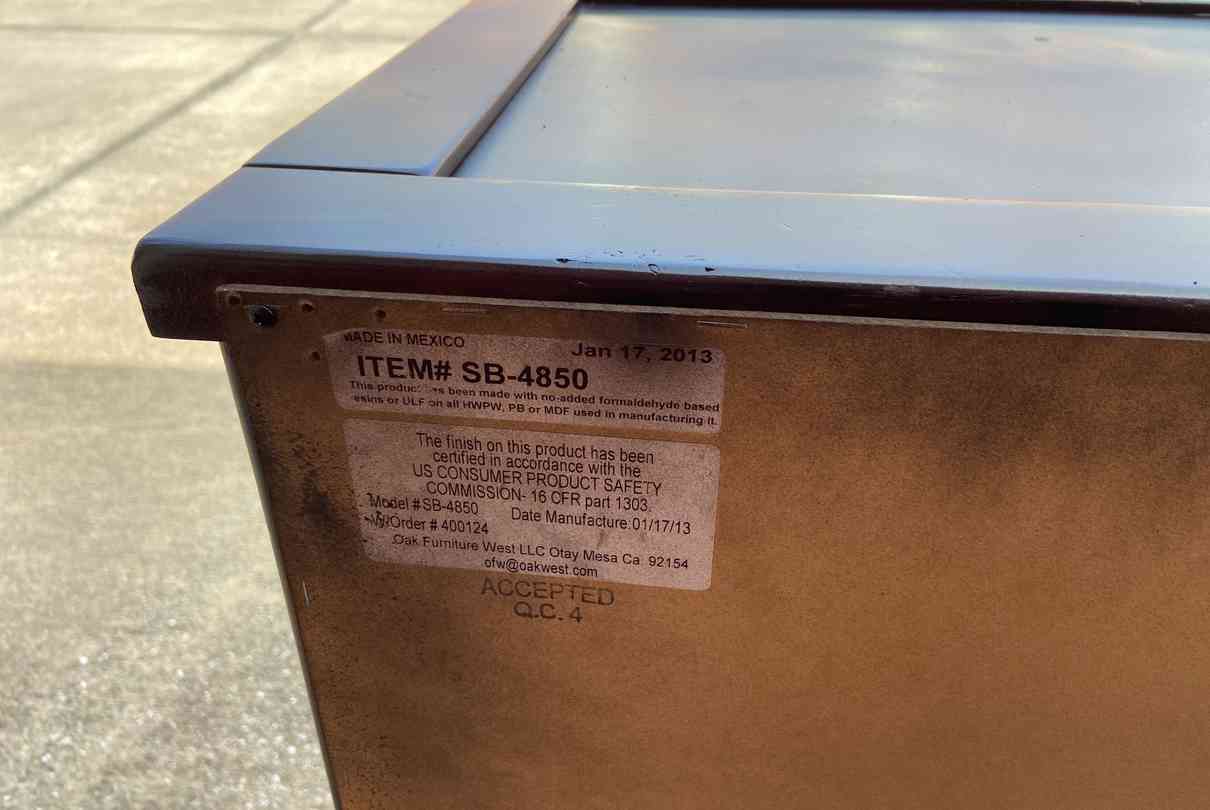 MADE IN MEXICO
Jan 17, 2013
ITEM# SB-4850
This product has been made with no-added formaldehyde based
esins or ULF on all HWPW, PB or MDF used in manufacturing it.
The finish on this product has been
certified in accordance with the
US CONSUMER PRODUCT SAFETY
COMMISSION- 16 CFR part 1303.
Model #SB-4850 Date Manufacture:01/17/13
Order # 400124
Oak Furniture West LLC Otay Mesa Ca. 92154
ofw@oakwest.com
ACCEPTED
Q.C. 4